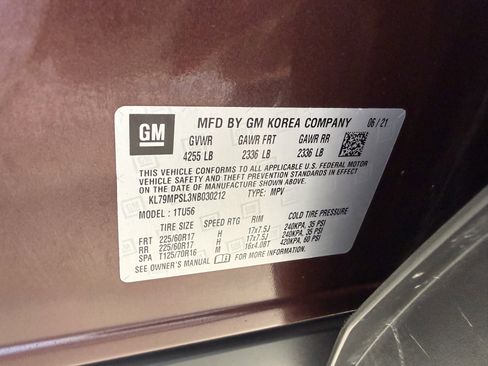 GM
MFD BY GM KOREA COMPANY 06/21
GVWR GAWR FRT GAWR RR
4255 LB 2336 LB 2336 LB
THIS VEHICLE CONFORMS TO ALL APPLICABLE U.S. FEDERAL MOTOR
VEHICLE SAFETY, BUMPER, AND THEFT PREVENTION STANDARDS IN
EFFECT ON THE DATE OF MANUFACTURE SHOWN ABOVE.
KL79MPSL3NB030212 TYPE: MPV
MODEL: 1TU56
TIRE SIZE SPEED RTG RIM COLD TIRE PRESSURE
FRT 225/60R17 H 17x7.5J 240KPA, 35 PSI
RR 225/60R17 H 17x7.5J 240KPA, 35 PSI
SPA T125/70R16 M 16x4.0BT 420KPA, 60 PSI
SEE OWNER'S MANUAL FOR MORE INFORMATION.